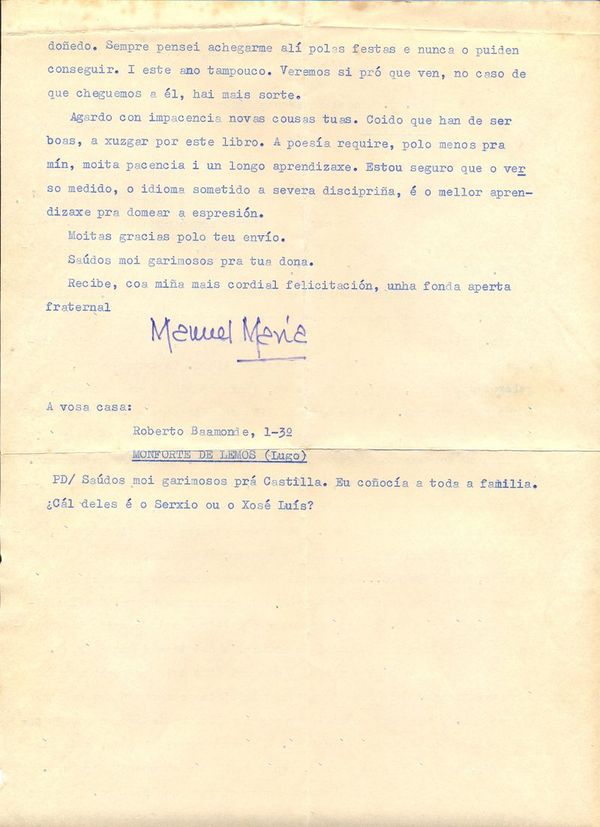 doñedo. Sempre pensei achegarme alí polas festas e nunca o puiden
conseguir. I este ano tampouco. Veremos si pró que ven, no caso de
que cheguemos a él, hai mais sorte.
Agardo con impacencia novas cousas tuas. Coido que han de ser
boas, a xuzgar por este libro. A poesía require, polo menos pra
mín, moita pacencia i un longo aprendizaxe. Estou seguro que o ver
so medido, o idioma sometido a severa discipriña, é o mellor apren-
dizaxe pra domear a espresión.
Moitas gracias polo teu envío.
Saúdos moi garimosos pra tua dona.
Recibe, coa miña mais cordial felicitación, unha fonda aperta
fraternal
Manuel María
A vosa casa:
Roberto Baamonde, 1-3º
MONFORTE DE LEMOS (Lugo)
PD/ Saúdos moi garimosos prá Castilla. Eu coñocía a toda a familia.
¿Cál deles é o Serxio ou o Xosé Luís?